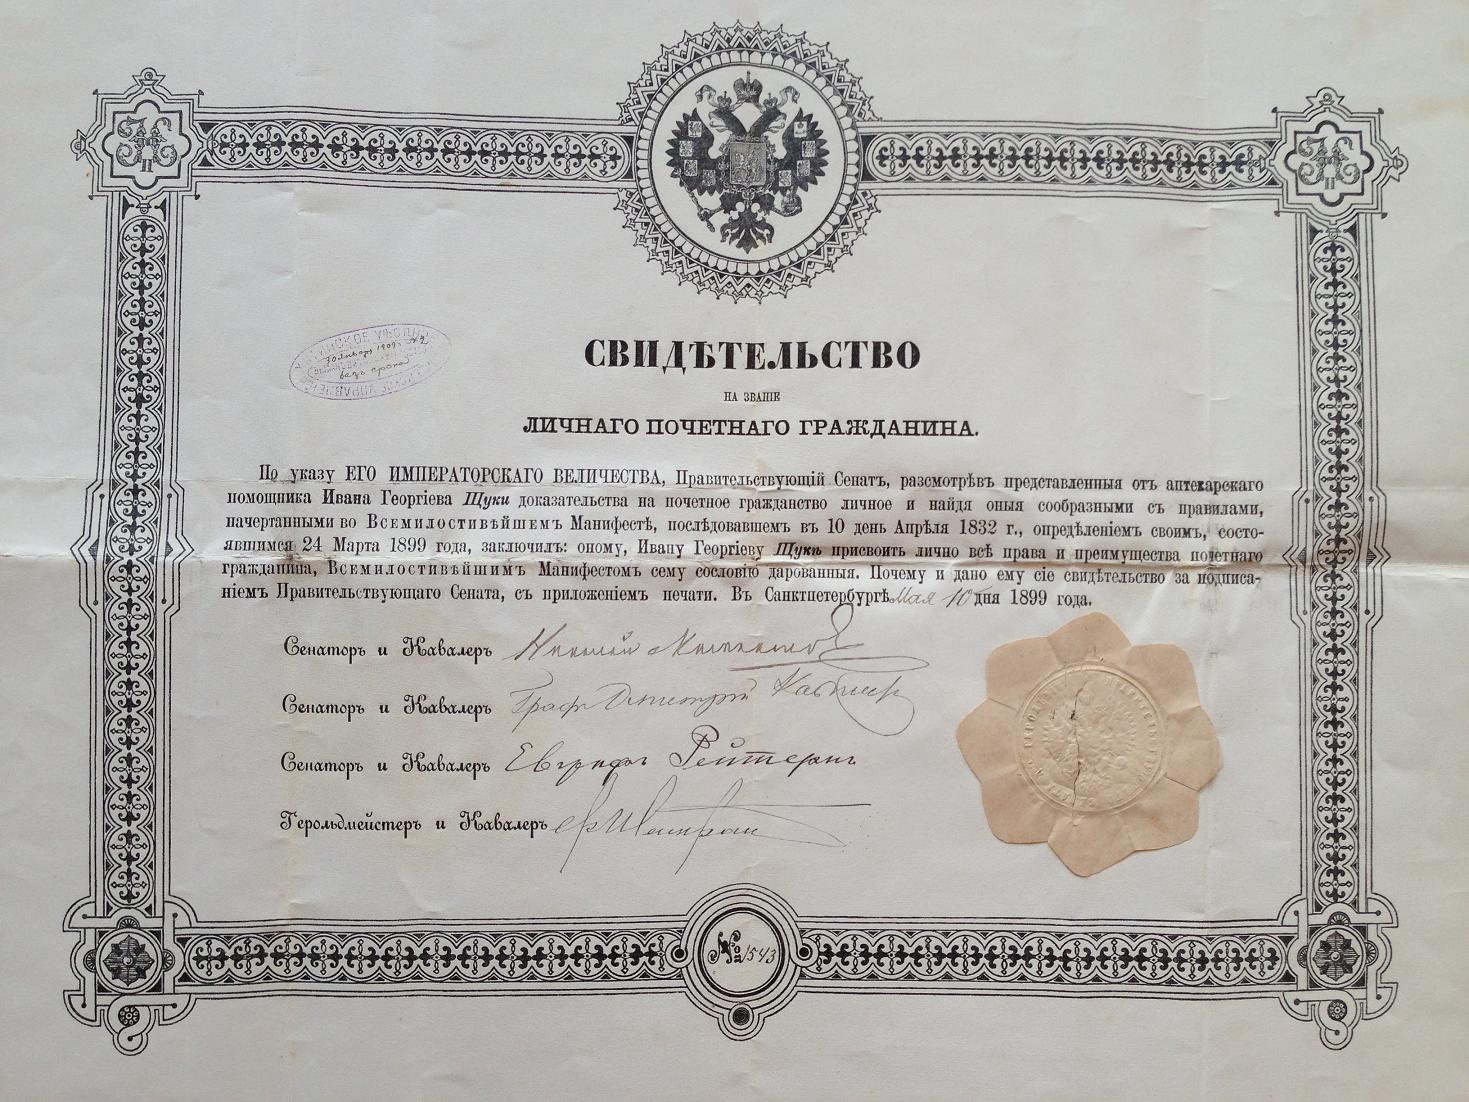 СВИДѢТЕЛЬСТВО
НА ЗВАНІЕ
ЛИЧНАГО ПОЧЕТНАГО ГРАЖДАНИНА.
По указу ЕГО ИМПЕРАТОРСКАГО ВЕЛИЧЕСТВА, Правительствующій Сенатъ, разсмотрѣвъ представленныя отъ аптекарскаго
помощника Ивана Георгіева Щуки доказательства на почетное гражданство личное и найдя оныя сообразными съ правилами,
начертанными во Всемилостивѣйшемъ Манифестѣ, послѣдовавшемъ въ 10 день Апрѣля 1832 г., опредѣленіемъ своимъ, состо-
явшимся 24 Марта 1899 года, заключилъ: оному, Ивану Георгіеву Щукѣ присвоить лично всѣ права и преимущества почетнаго
гражданина, Всемилостивѣйшимъ Манифестомъ сему сословію дарованныя. Почему и дано ему сіе свидѣтельство за подписа-
ніемъ Правительствующаго Сената, съ приложеніемъ печати. Въ Санктпетербургѣ Мая 10 дня 1899 года.
Сенаторъ и Кавалеръ
Сенаторъ и Кавалеръ Графъ Дмитрій
Сенаторъ и Кавалеръ Евграфъ Рейтернъ
Герольдмейстеръ и Кавалеръ
№ 1543